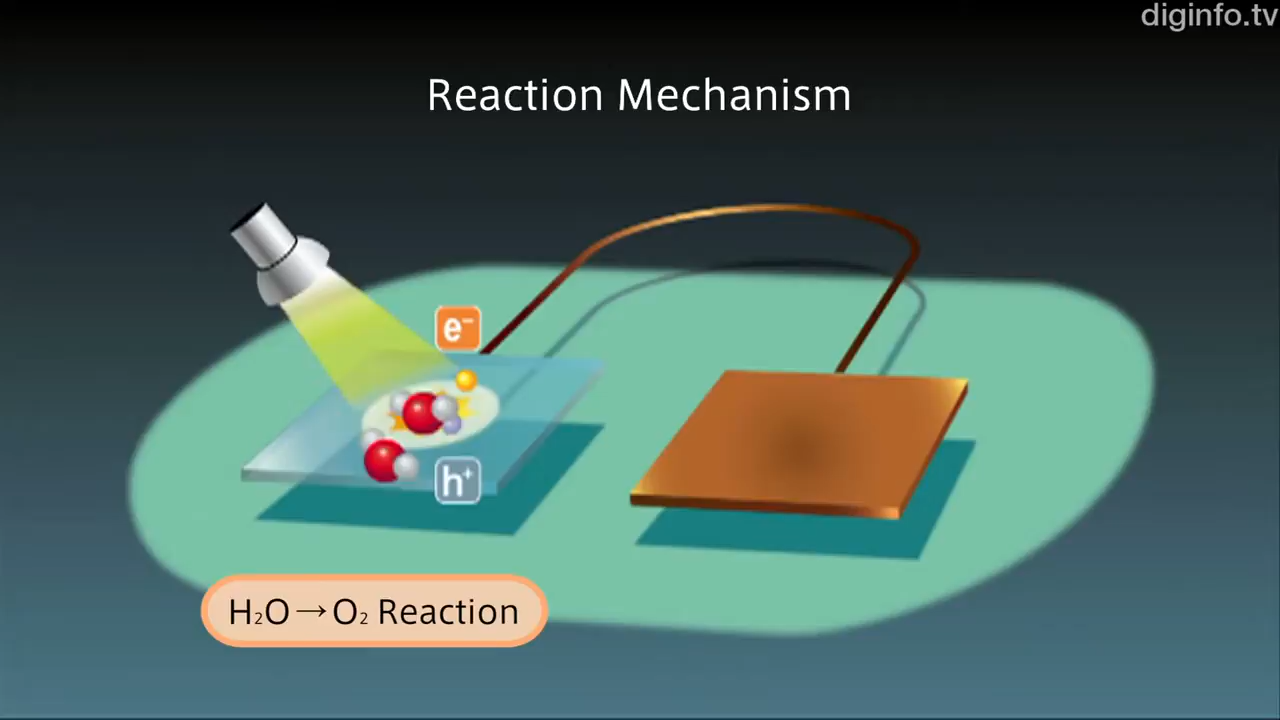 diginfo.tv
Reaction Mechanism
e⁻
h⁺
H₂O→O₂ Reaction